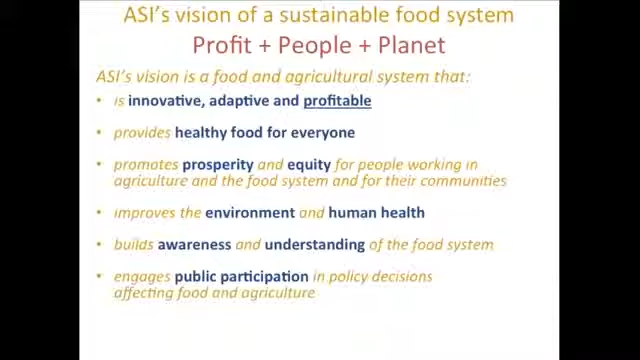 ASI's vision of a sustainable food system
Profit + People + Planet
ASI's vision is a food and agricultural system that:
• is innovative, adaptive and profitable
• provides healthy food for everyone
• promotes prosperity and equity for people working in
agriculture and the food system and for their communities
• improves the environment and human health
• builds awareness and understanding of the food system
• engages public participation in policy decisions
affecting food and agriculture